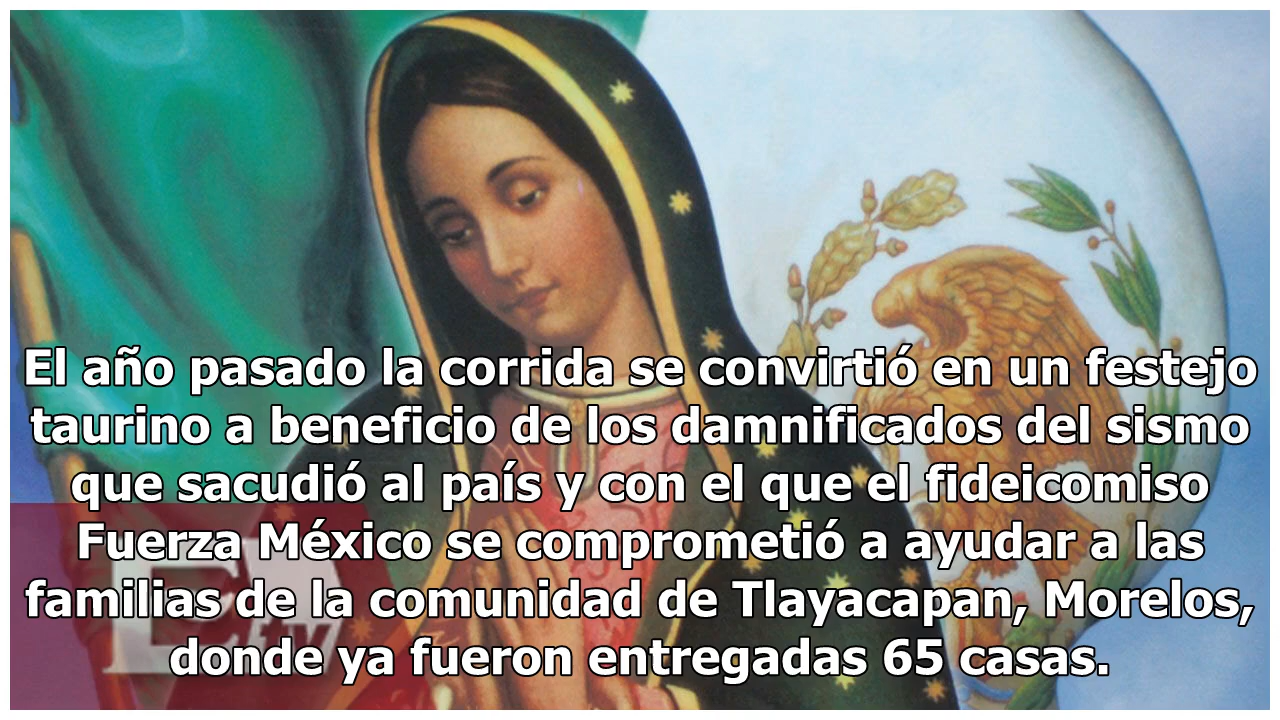 El año pasado la corrida se convirtió en un festejo
taurino a beneficio de los damnificados del sismo
que sacudió al país y con el que el fideicomiso
Fuerza México se comprometió a ayudar a las
familias de la comunidad de Tlayacapan, Morelos,
donde ya fueron entregadas 65 casas.